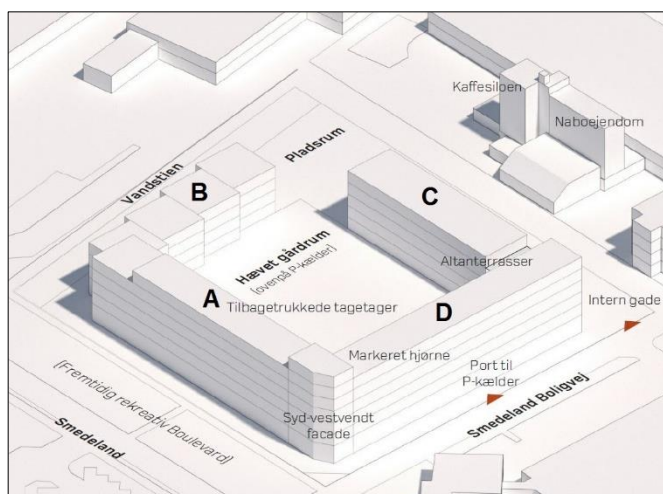 Kaffesiloen
Naboejendom
Pladsrum
Vandstien
B
C
Hævet gårdrum
(ovenpå P-kælder)
Altanterrasser
A
Tilbagetrukkede tagetager
D
Intern gade
Markeret hjørne
Port til
P-kælder
(Fremtidig rekreativ Boulevard)
Syd-vestvendt
facade
Smedeland Boligvej
Smedeland